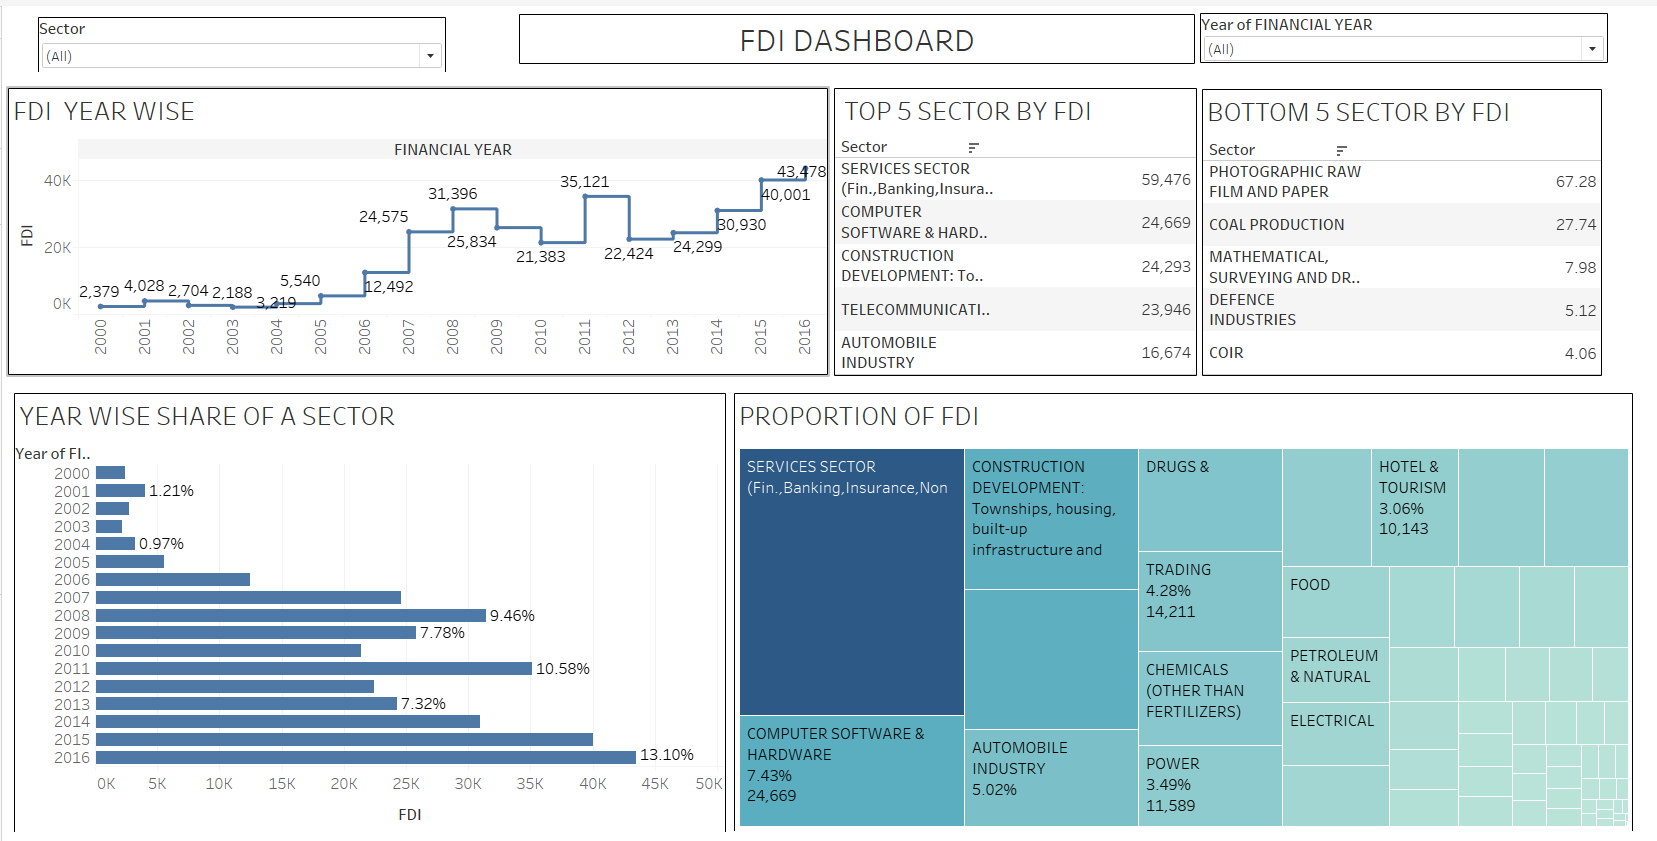 Sector
(All)
FDI DASHBOARD
Year of FINANCIAL YEAR
(All)
FDI  YEAR WISE
FINANCIAL YEAR
FDI
40K
20K
0K
2,379
4,028
2,704
2,188
3,219
5,540
12,492
24,575
31,396
25,834
21,383
35,121
22,424
24,299
30,930
40,001
43,478
2000
2001
2002
2003
2004
2005
2006
2007
2008
2009
2010
2011
2012
2013
2014
2015
2016
TOP 5 SECTOR BY FDI
Sector
SERVICES SECTOR
(Fin.,Banking,Insura..
59,476
COMPUTER
SOFTWARE & HARD..
24,669
CONSTRUCTION
DEVELOPMENT: To..
24,293
TELECOMMUNICATI..
23,946
AUTOMOBILE
INDUSTRY
16,674
BOTTOM 5 SECTOR BY FDI
Sector
PHOTOGRAPHIC RAW
FILM AND PAPER
67.28
COAL PRODUCTION
27.74
MATHEMATICAL,
SURVEYING AND DR..
7.98
DEFENCE
INDUSTRIES
5.12
COIR
4.06
YEAR WISE SHARE OF A SECTOR
Year of FI..
2000
2001 1.21%
2002
2003
2004 0.97%
2005
2006
2007
2008 9.46%
2009 7.78%
2010
2011 10.58%
2012
2013 7.32%
2014
2015
2016 13.10%
0K 5K 10K 15K 20K 25K 30K 35K 40K 45K 50K
FDI
PROPORTION OF FDI
SERVICES SECTOR
(Fin.,Banking,Insurance,Non
COMPUTER SOFTWARE &
HARDWARE
7.43%
24,669
CONSTRUCTION
DEVELOPMENT:
Townships, housing,
built-up
infrastructure and
AUTOMOBILE
INDUSTRY
5.02%
DRUGS &
TRADING
4.28%
14,211
CHEMICALS
(OTHER THAN
FERTILIZERS)
POWER
3.49%
11,589
HOTEL &
TOURISM
3.06%
10,143
FOOD
PETROLEUM
& NATURAL
ELECTRICAL